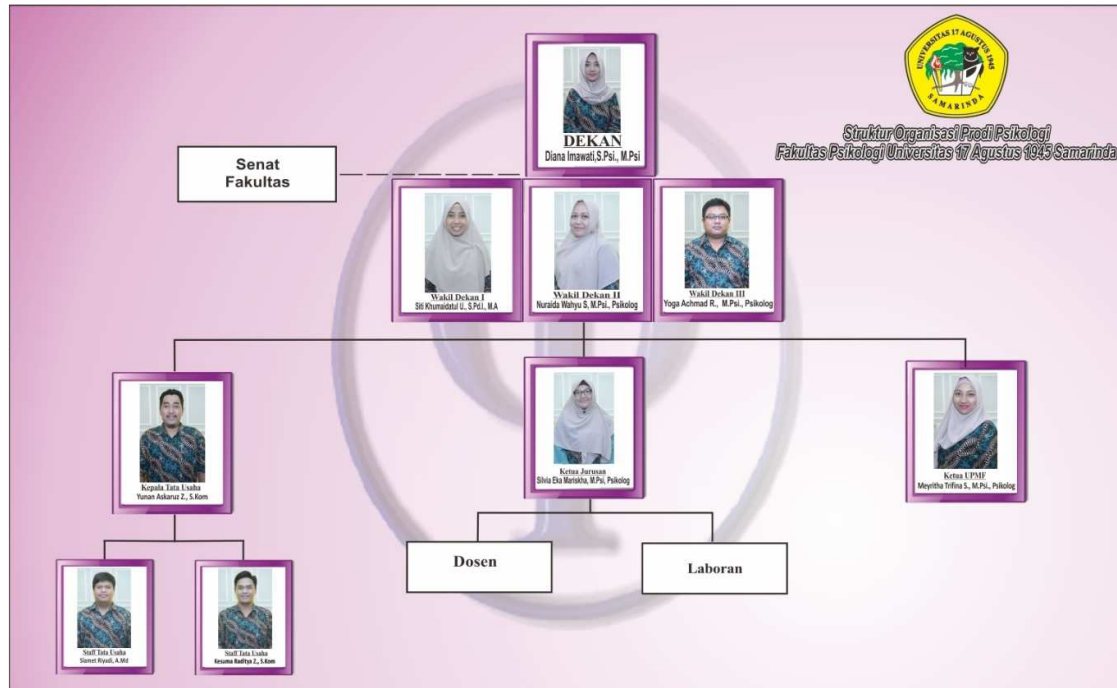 UNIVERSITAS 17 AGUSTUS 1945
SAMARINDA
Struktur Organisasi Prodi Psikologi
Fakultas Psikologi Universitas 17 Agustus 1945 Samarinda
DEKAN
Diana Imawati,S.Psi., M.Psi
Senat
Fakultas
Wakil Dekan I
Siti Khumaidatul U., S.Pd.I., M.A
Wakil Dekan II
Nuraida Wahyu S, M.Psi., Psikolog
Wakil Dekan III
Yoga Achmad R., M.Psi., Psikolog
Kepala Tata Usaha
Yunan Askaruz Z., S.Kom
Ketua Jurusan
Silvia Eka Mariskha, M.Psi, Psikolog
Ketua UPMF
Meyritha Trifina S., M.Psi., Psikolog
Dosen
Laboran
Staff Tata Usaha
Slamet Riyadi, A.Md
Staff Tata Usaha
Kesuma Raditya Z., S.Kom